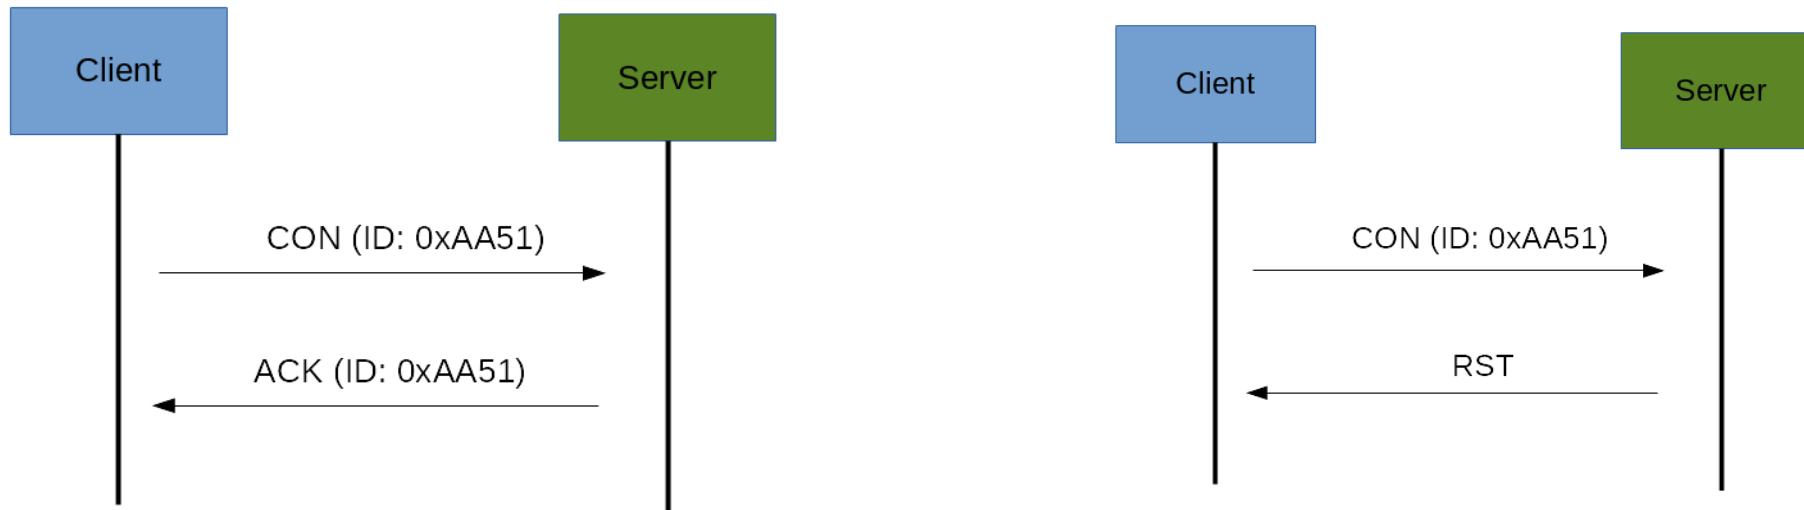 Client
Server
CON (ID: 0xAA51)
ACK (ID: 0xAA51)
Client
Server
CON (ID: 0xAA51)
RST